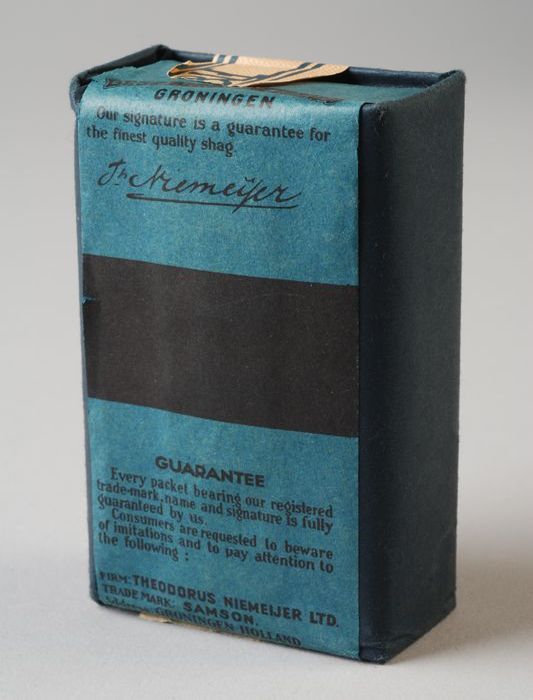 GRONINGEN
Our signature is a guarantee for
the finest quality shag.
Th Niemeijer
GUARANTEE
Every packet bearing our registered
trade-mark, name and signature is fully
guaranteed by us.
Consumers are requested to beware
of imitations and to pay attention to
the following :
FIRM: THEODORUS NIEMEIJER LTD.
TRADE MARK: SAMSON.
GRONINGEN HOLLAND